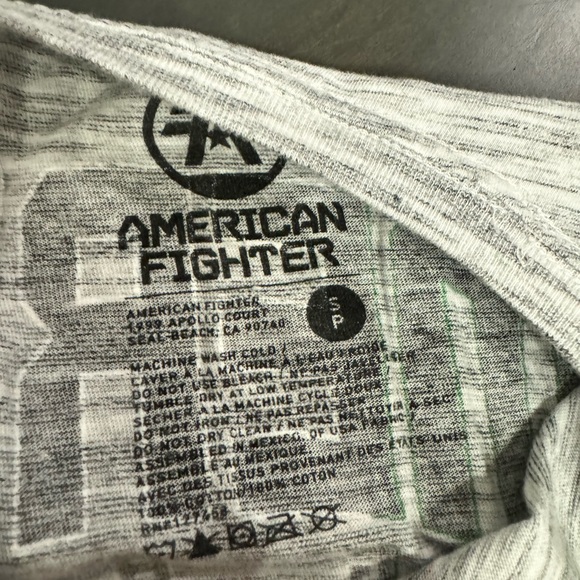 AMERICAN
FIGHTER
AMERICAN FIGHTER
1999 APOLLO COURT
SEAL-BEACH, CA 90740
S/P
MACHINE WASH COLD /
LAVER À LA MACHINE À L'EAU FROIDE
DO NOT USE BLEACH / NE PAS UTILISER
TUMBLE DRY AT LOW TEMPERATURE /
SÉCHER À LA MACHINE CYCLE DOUX
DO NOT IRON / NE PAS REPASSER
DO NOT DRY CLEAN / NE PAS NETTOYER À SEC
ASSEMBLED IN MEXICO, OF USA FABRIC
ASSEMBLÉ AU MEXIQUE
AVEC DES TISSUS PROVENANT DES ÉTATS-UNIS
100% COTTON/100% COTON